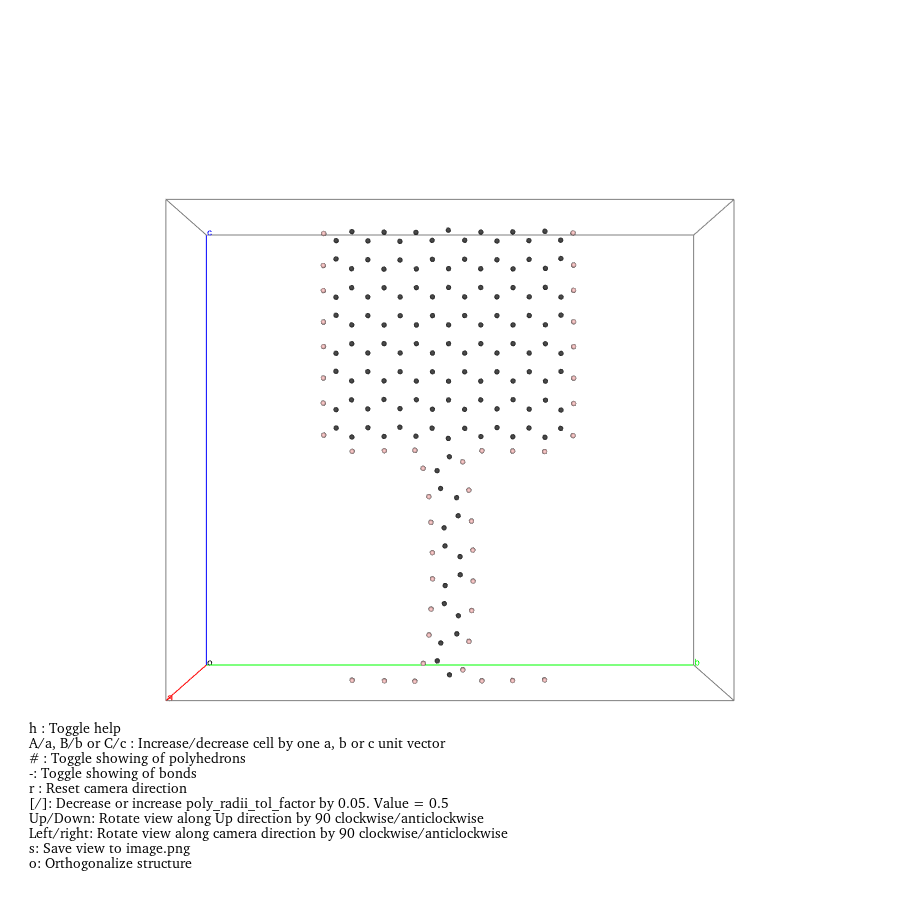 c
o
b
a
h : Toggle help
A/a, B/b or C/c : Increase/decrease cell by one a, b or c unit vector
# : Toggle showing of polyhedrons
-: Toggle showing of bonds
r : Reset camera direction
[/]: Decrease or increase poly_radii_tol_factor by 0.05. Value = 0.5
Up/Down: Rotate view along Up direction by 90 clockwise/anticlockwise
Left/right: Rotate view along camera direction by 90 clockwise/anticlockwise
s: Save view to image.png
o: Orthogonalize structure